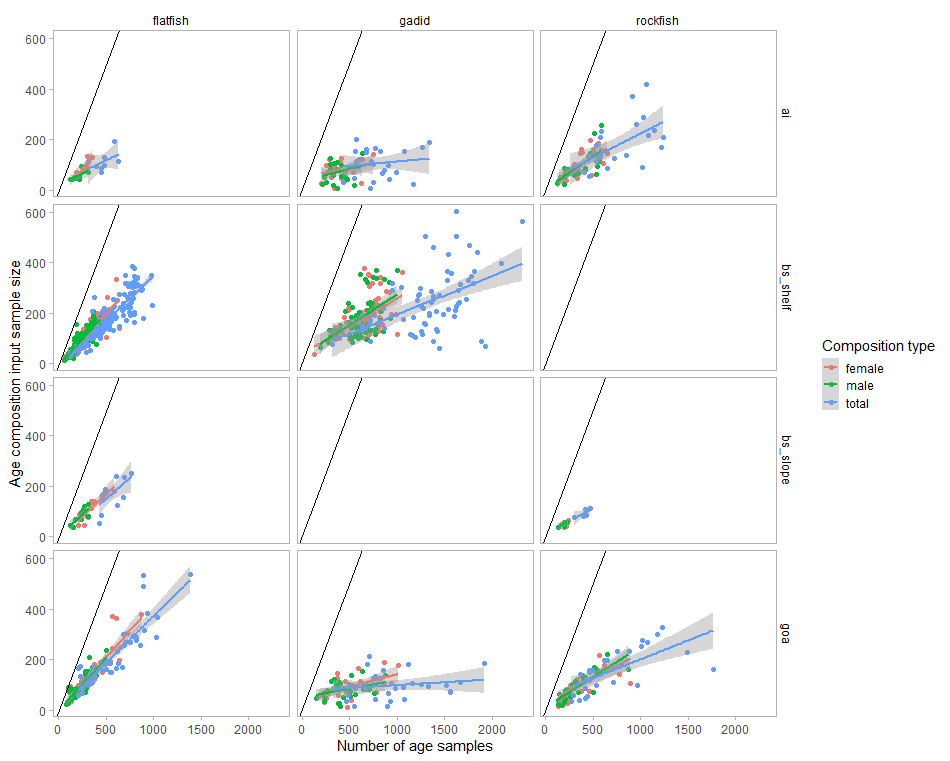 flatfish gadid rockfish
600
400
200
0
ai
600
400
200
0
bs_shelf
600
400
200
0
bs_slope
600
400
200
0
goa
0 500 1000 1500 2000 0 500 1000 1500 2000 0 500 1000 1500 2000
Number of age samples
Age composition input sample size
Composition type
female
male
total